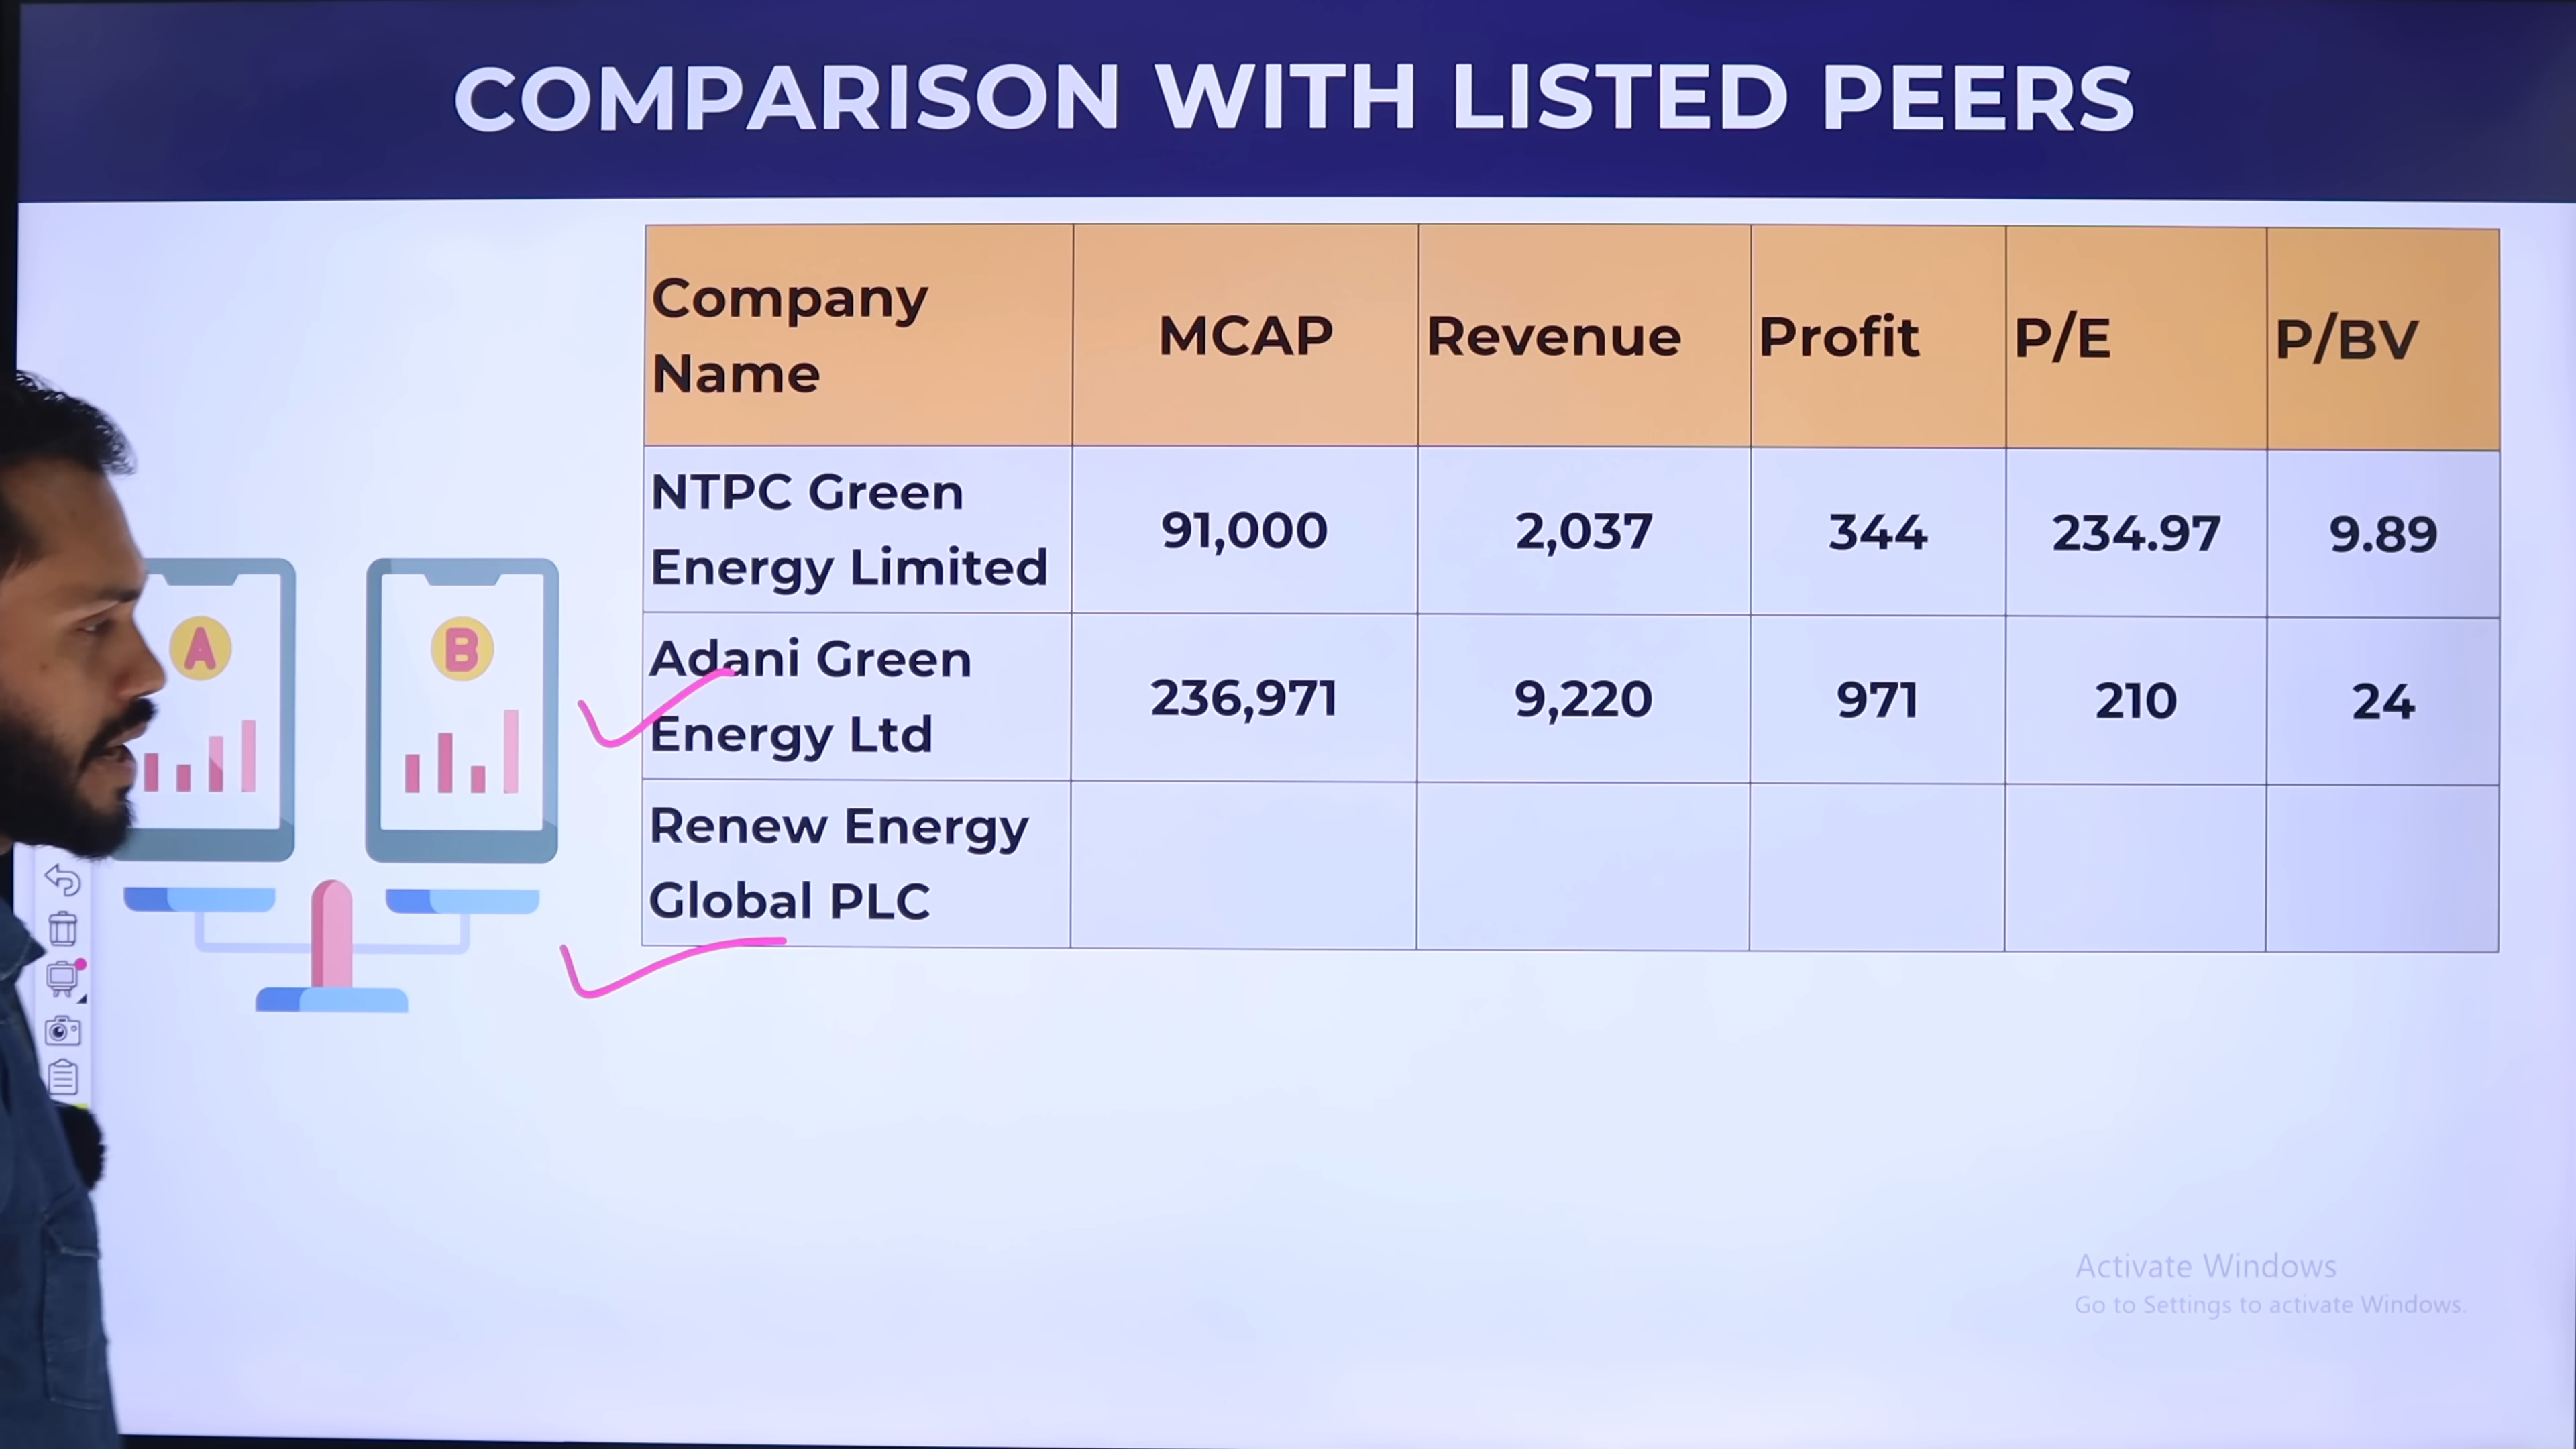 COMPARISON WITH LISTED PEERS
Company Name MCAP Revenue Profit P/E P/BV
NTPC Green Energy Limited 91,000 2,037 344 234.97 9.89
Adani Green Energy Ltd 236,971 9,220 971 210 24
Renew Energy Global PLC
A
B
Activate Windows
Go to Settings to activate Windows.